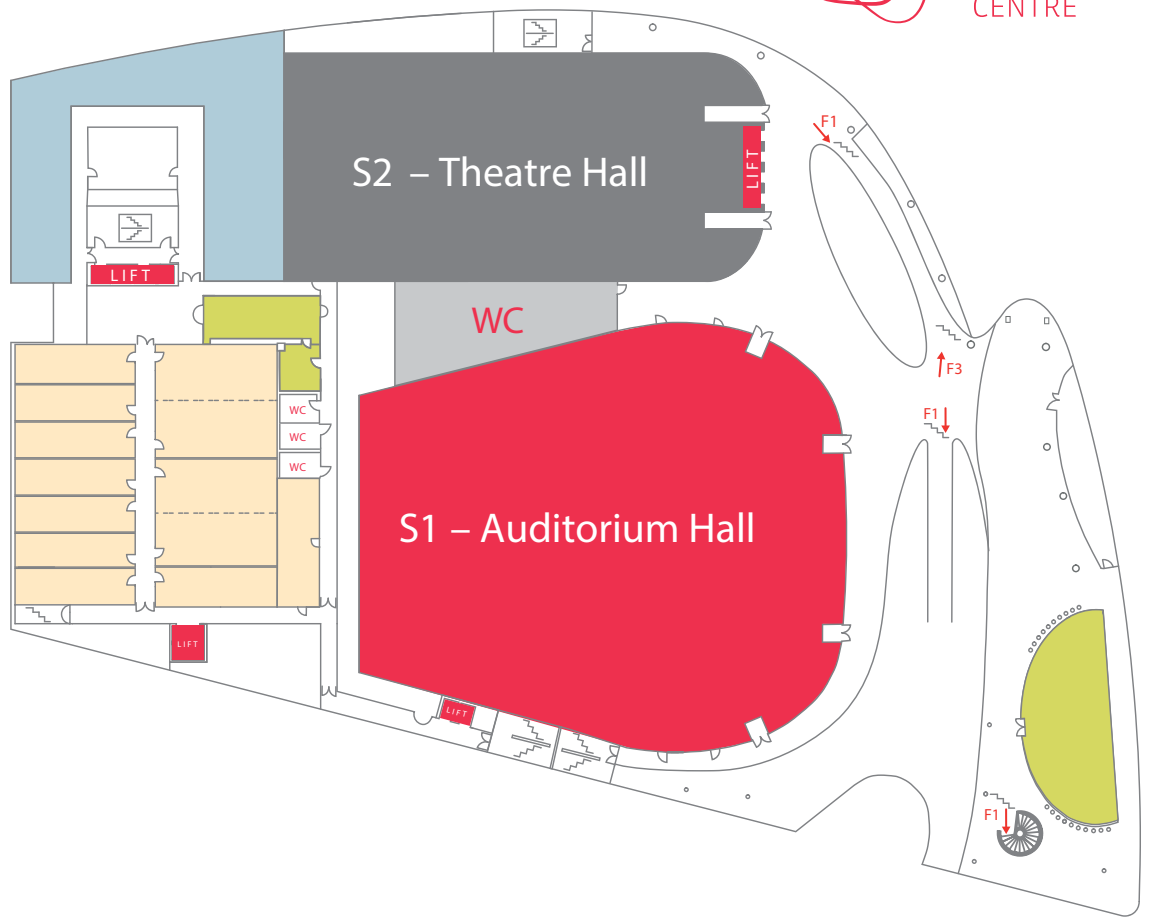 CENTRE
F1
S2 – Theatre Hall
LIFT
LIFT
WC
F3
WC
F1
WC
WC
S1 – Auditorium Hall
LIFT
LIFT
F1